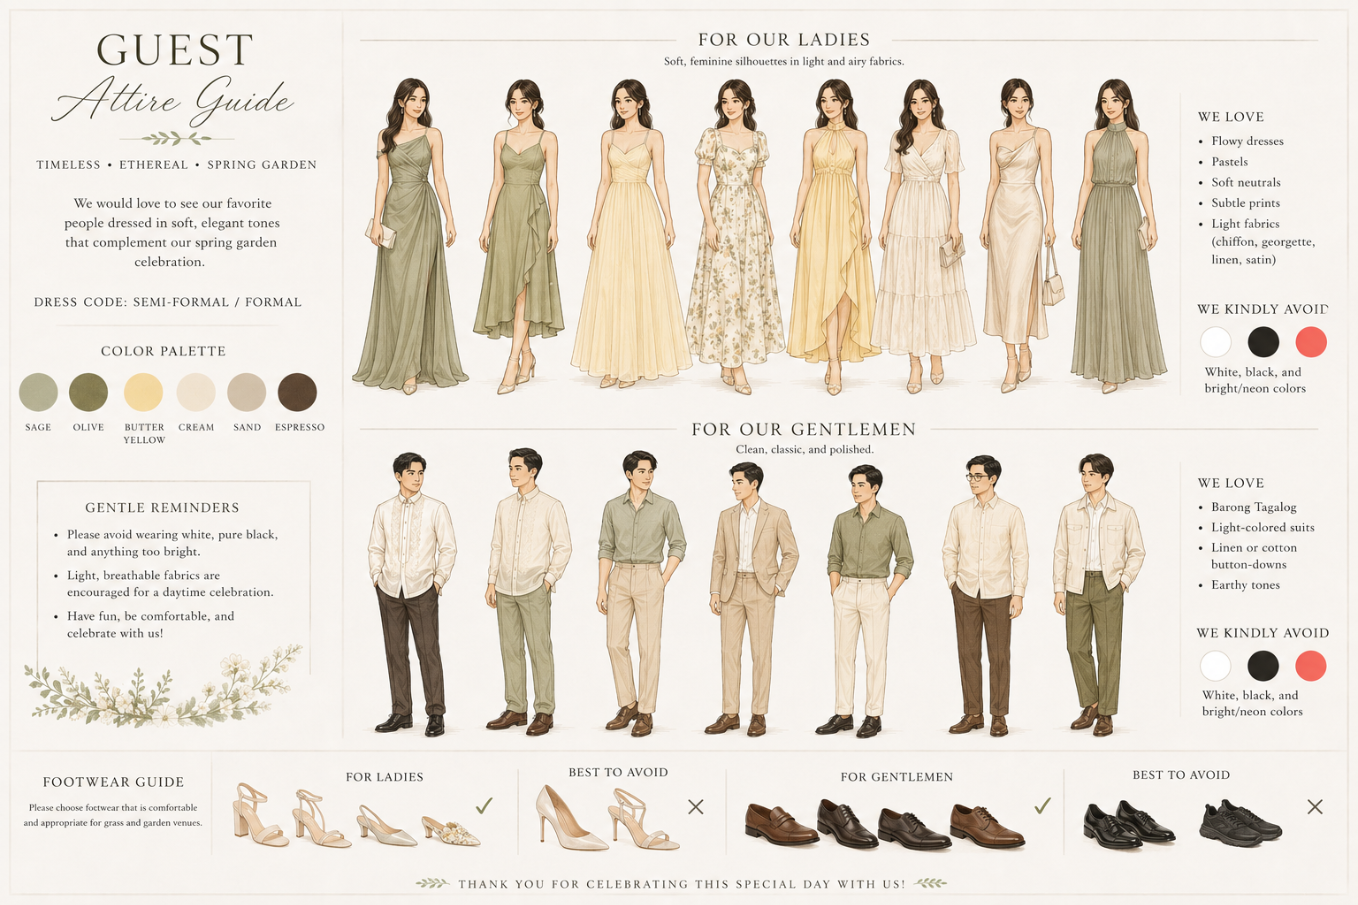 GUEST
Attire Guide
TIMELESS • ETHEREAL • SPRING GARDEN
We would love to see our favorite
people dressed in soft, elegant tones
that complement our spring garden
celebration.
DRESS CODE: SEMI-FORMAL / FORMAL
COLOR PALETTE
SAGE
OLIVE
BUTTER
YELLOW
CREAM
SAND
ESPRESSO
GENTLE REMINDERS
• Please avoid wearing white, pure black,
and anything too bright.
• Light, breathable fabrics are
encouraged for a daytime celebration.
• Have fun, be comfortable, and
celebrate with us!
FOR OUR LADIES
Soft, feminine silhouettes in light and airy fabrics.
WE LOVE
• Flowy dresses
• Pastels
• Soft neutrals
• Subtle prints
• Light fabrics
(chiffon, georgette,
linen, satin)
WE KINDLY AVOID
White, black, and
bright/neon colors
FOR OUR GENTLEMEN
Clean, classic, and polished.
WE LOVE
• Barong Tagalog
• Light-colored suits
• Linen or cotton
button-downs
• Earthy tones
WE KINDLY AVOID
White, black, and
bright/neon colors
FOOTWEAR GUIDE
Please choose footwear that is comfortable
and appropriate for grass and garden venues.
FOR LADIES
BEST TO AVOID
FOR GENTLEMEN
BEST TO AVOID
THANK YOU FOR CELEBRATING THIS SPECIAL DAY WITH US!